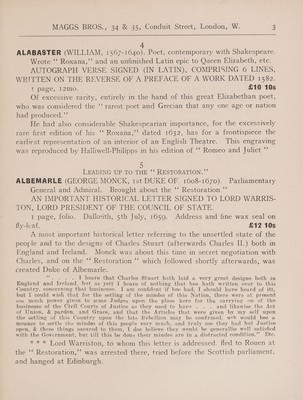 MAGGS BROS., 34 & 35, Conduit Street, London, W. 3
4
ALABASTER (WILLIAM, 1567-1640). Poet, contemporary with Shakespeare.
Wrote "Roxana," and an unfinished Latin epic to Queen Elizabeth, etc.
AUTOGRAPH VERSE SIGNED (IN LATIN), COMPRISING 6 LINES,
WRITTEN ON THE REVERSE OF A PREFACE OF A WORK DATED 1582.
1 page, 12mo. £10 10s
Of excessive rarity, entirely in the hand of this great Elizabethan poet,
who was considered the "rarest poet and Grecian that any one age or nation
had produced."
He had also considerable Shakespearian importance, for the excessively
rare first edition of his "Roxana," dated 1632, has for a frontispiece the
earliest representation of an interior of an English Theatre. This engraving
was reproduced by Halliwell-Philipps in his edition of "Romeo and Juliet"
5
LEADING UP TO THE "RESTORATION."
ALBEMARLE (GEORGE MONCK, 1st DUKE OF 1608-1670). Parliamentary
General and Admiral. Brought about the "Restoration."
AN IMPORTANT HISTORICAL LETTER SIGNED TO LORD WARRIS-
TON, LORD PRESIDENT OF THE COUNCIL OF STATE.
1 page, folio. Dalkeith, 5th July, 1659. Address and fine wax seal on
fly-leaf. £12 10s
A most important historical letter referring to the unsettled state of the
people and to the designs of Charles Stuart (afterwards Charles II.) both in
England and Ireland. Monck was about this time in secret negotiation with
Charles, and on the "Restoration" which followed shortly afterwards, was
created Duke of Albemarle.
". . . . I heare that Charles Stuart hath laid a very great designe both in
England and Ireland, but as yett I heare of nothing that hee hath written over to this
Country, concerning that businesse. I am confident if hee had, I should have heard of itt,
but I could wish that for the setling of the mindes of this Nation, there were att present
soe much power given to some Judges uppon the place here for the carrying on of the
businesse of the Civil Courts of Justice as formerly, . . . and likewise the Act
of Union, & pardon, and Grace, and that the Articles that were given by my self upon
the setling of this Country upon the late Rebellion may be confirmed, wch would bee a
meanes to settle the mindes of this people very much, and truly soe they had but Justice
open, & those things secured to them, I doe believe they would be generallie well satisfied
with the Government, but till this be done their mindes are in a distracted condition." Etc.
* * * Lord Warriston, to whom this letter is addressed, fled to Rouen at
the "Restoration," was arrested there, tried before the Scottish parliament,
and hanged at Edinburgh.